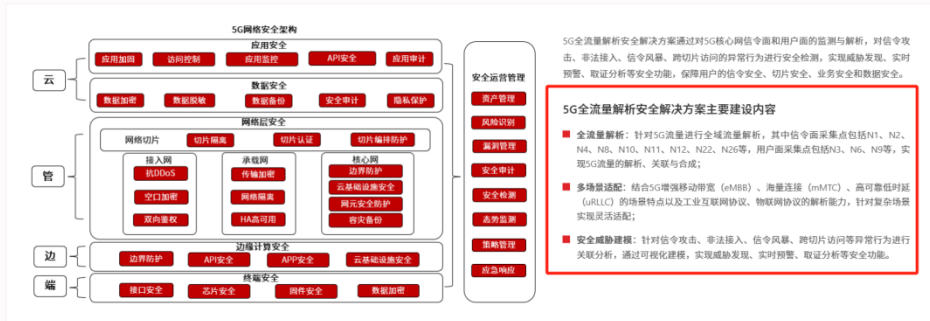 5G网络安全架构
云
应用安全
应用加固 访问控制 应用监控 API安全 应用审计
数据安全
数据加密 数据脱敏 数据备份 安全审计 隐私保护
管
网络层安全
网络切片 切片隔离 切片认证 切片编排防护
接入网
抗DDoS
空口加密
双向鉴权
承载网
传输加密
网络隔离
HA高可用
核心网
边界防护
云基础设施安全
网元安全防护
容灾备份
边
边缘计算安全
边界防护 API安全 APP安全 云基础设施安全
端
终端安全
接口安全 芯片安全 固件安全 数据加密
安全运营管理
资产管理
风险识别
漏洞管理
安全审计
安全检测
态势监测
策略管理
应急响应
5G全流量解析安全解决方案通过对5G核心网信令面和用户面的监测与解析，对信令攻
击、非法接入、信令风暴、跨切片访问的异常行为进行安全检测，实现威胁发现、实时
预警、取证分析等安全功能，保障用户的信令安全、切片安全、业务安全和数据安全。
5G全流量解析安全解决方案主要建设内容
全流量解析：针对5G流量进行全域流量解析，其中信令面采集点包括N1、N2、
N4、N8、N10、N11、N12、N22、N26等，用户面采集点包括N3、N6、N9等，实
现5G流量的解析、关联与合成；
多场景适配：结合5G增强移动带宽（eMBB）、海量连接（mMTC）、高可靠低时延
（uRLLC）的场景特点以及工业互联网协议、物联网协议的解析能力，针对复杂场景
实现灵活适配；
安全威胁建模：针对信令攻击、非法接入、信令风暴、跨切片访问等异常行为进行
关联分析，通过可视化建模，实现威胁发现、实时预警、取证分析等安全功能。